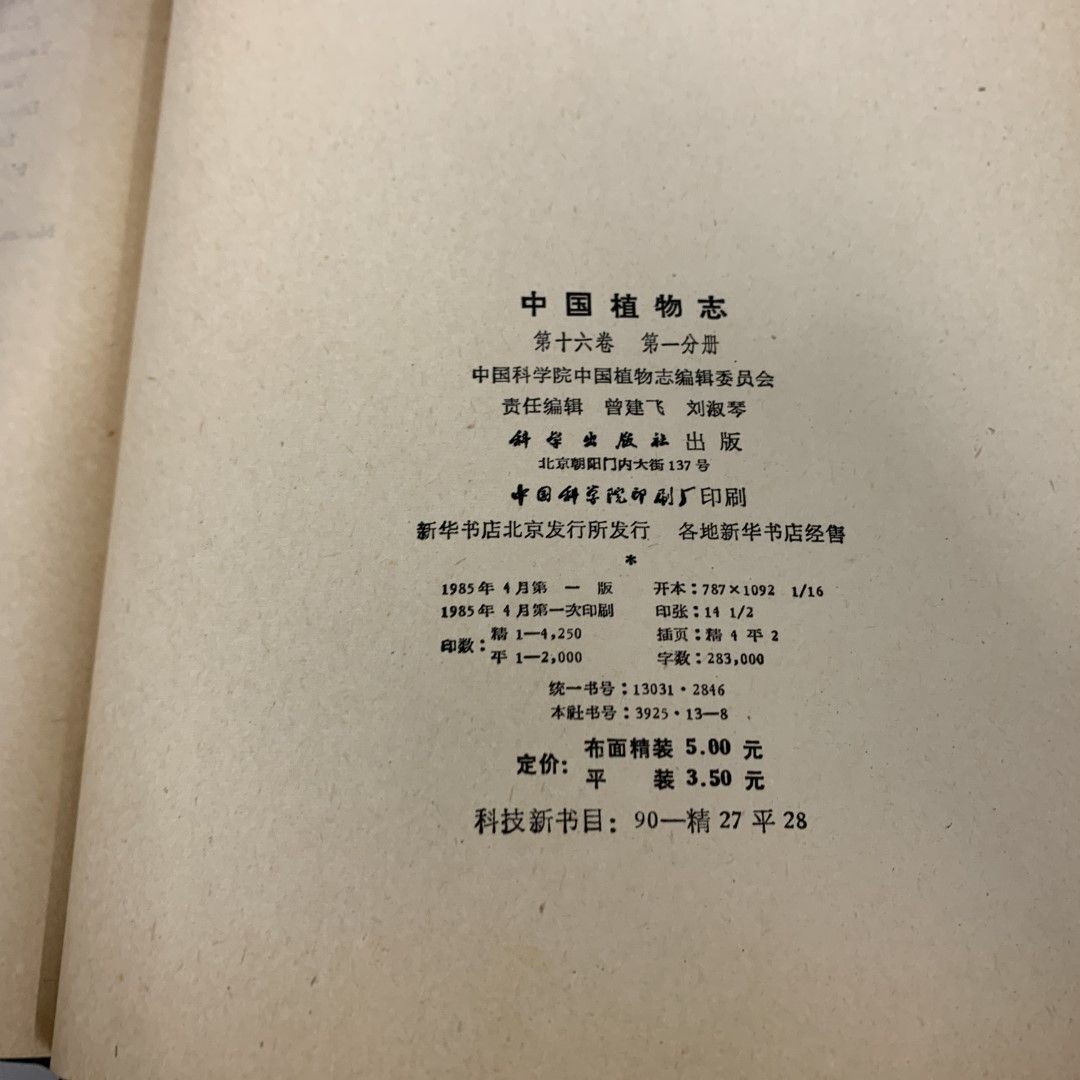 中国植物志
第十六卷 第一分册
中国科学院中国植物志编辑委员会
责任编辑 曾建飞 刘淑琴
科学出版社出版
北京朝阳门内大街137号
中国科学院印刷厂印刷
新华书店北京发行所发行 各地新华书店经售
*
1985年4月第一版 开本:787×1092 1/16
1985年4月第一次印刷 印张:14 1/2
印数:精1—4,250 插页:精4平2
平1—2,000 字数:283,000
统一书号:13031·2846
本社书号:3925·13—8
定价:布面精装 5.00 元
平装 3.50 元
科技新书目:90—精27平28